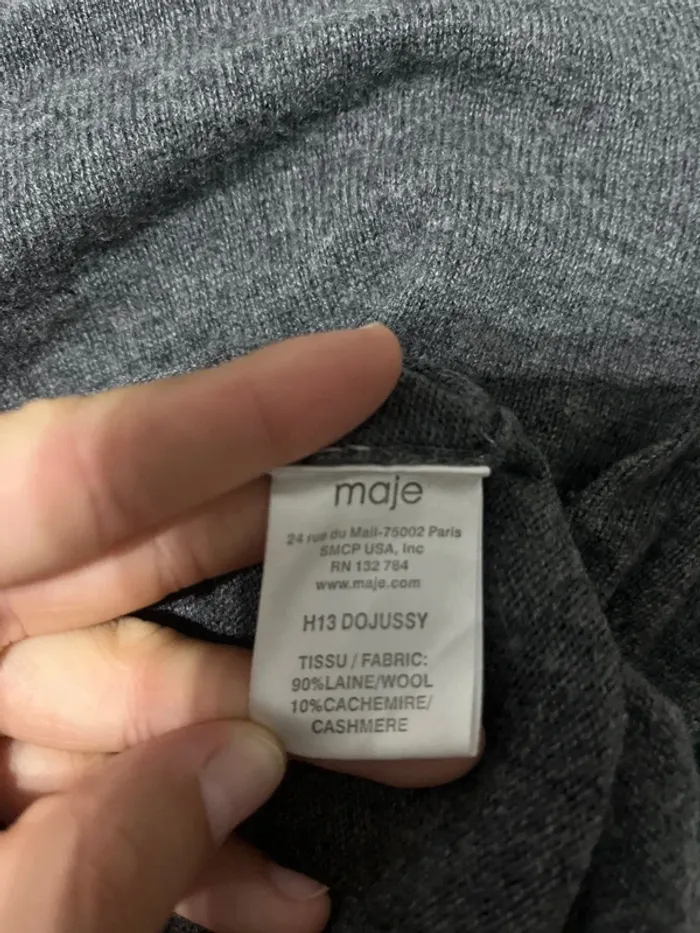 maje
24 rue du Mail-75002 Paris
SMCP USA, Inc
RN 132 784
www.maje.com
H13 DOJUSSY
TISSU / FABRIC:
90%LAINE/WOOL
10%CACHEMIRE/
CASHMERE